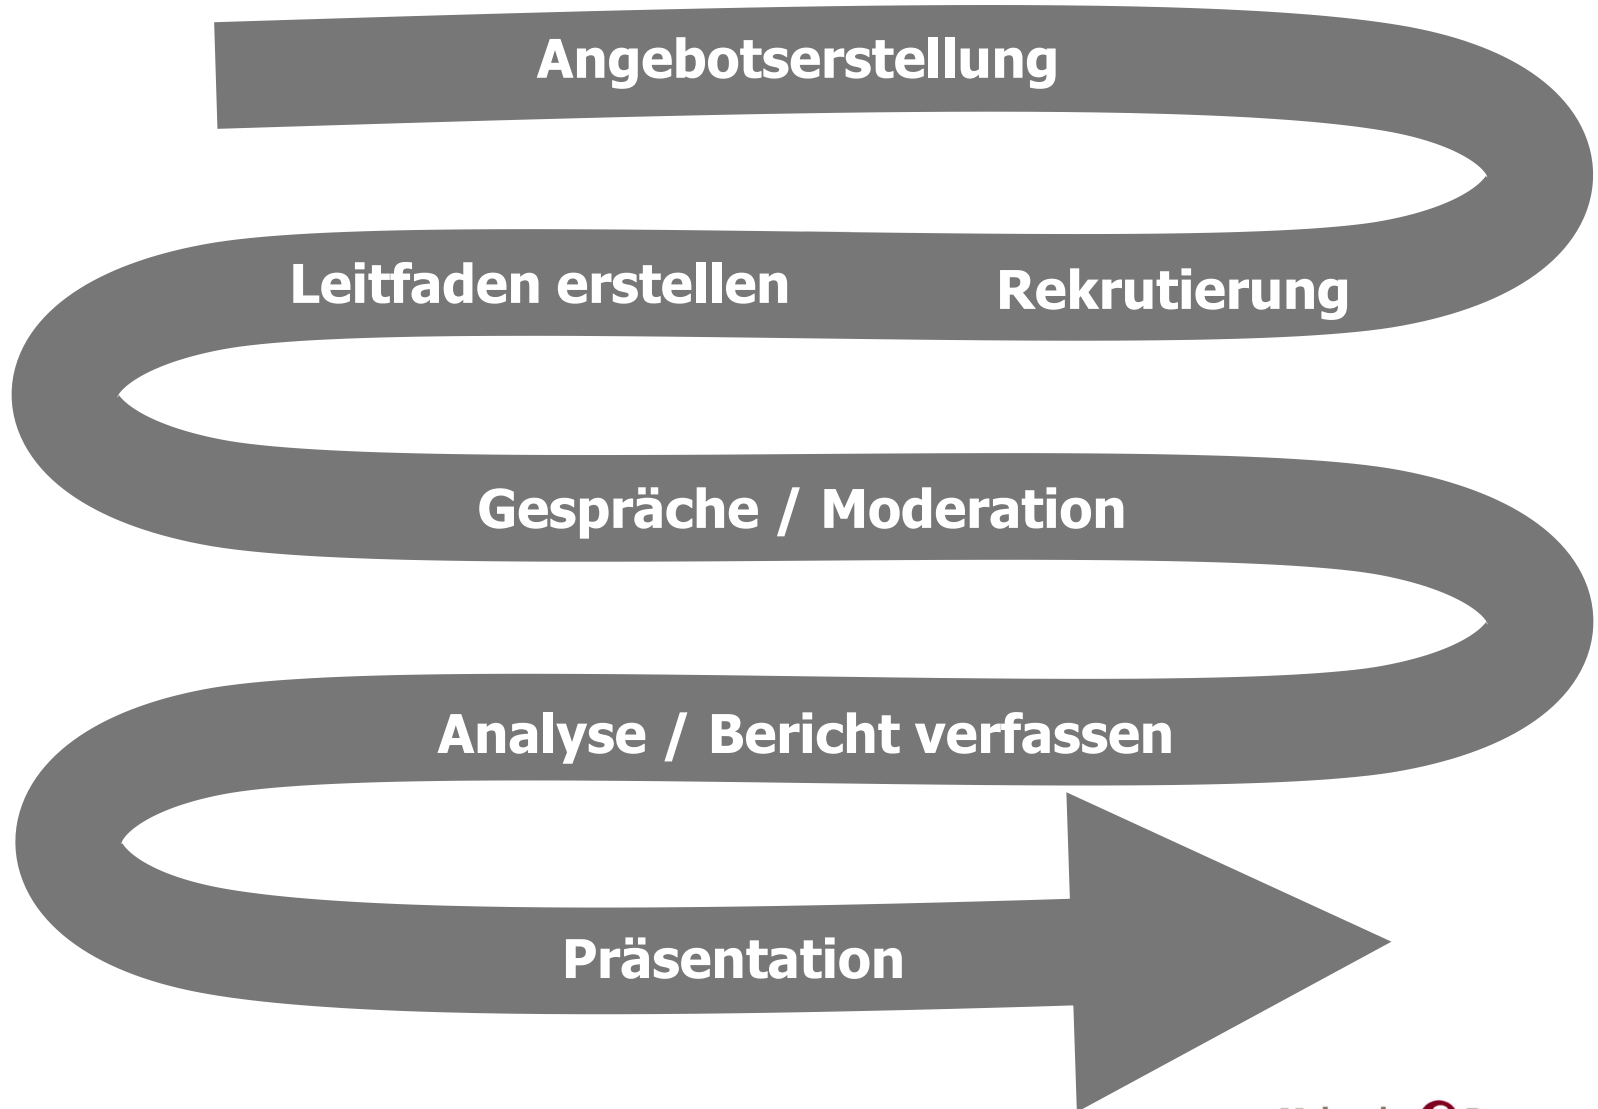 Angebotserstellung
Leitfaden erstellen Rekrutierung
Gespräche / Moderation
Analyse / Bericht verfassen
Präsentation